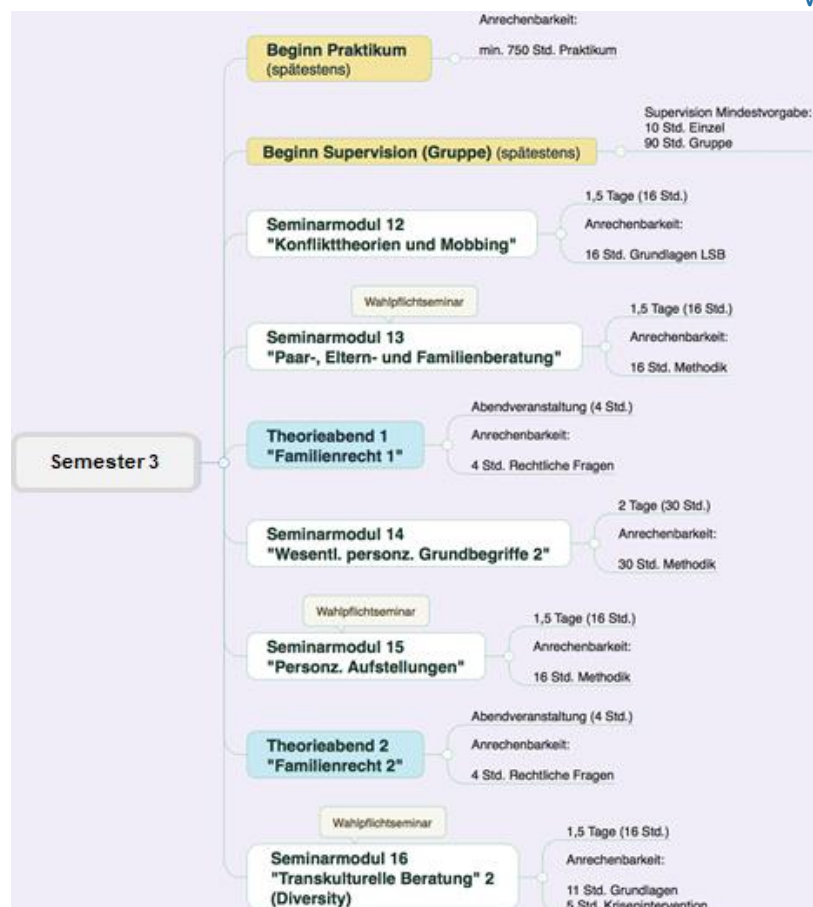 Anrechenbarkeit:
Beginn Praktikum
(spätestens)
min. 750 Std. Praktikum
Supervision Mindestvorgabe:
10 Std. Einzel
90 Std. Gruppe
Beginn Supervision (Gruppe) (spätestens)
1,5 Tage (16 Std.)
Seminarmodul 12
"Konflikttheorien und Mobbing"
Anrechenbarkeit:
16 Std. Grundlagen LSB
Wahlpflichtseminar
1,5 Tage (16 Std.)
Seminarmodul 13
"Paar-, Eltern- und Familienberatung"
Anrechenbarkeit:
16 Std. Methodik
Abendveranstaltung (4 Std.)
Theorieabend 1
"Familienrecht 1"
Anrechenbarkeit:
4 Std. Rechtliche Fragen
Semester 3
2 Tage (30 Std.)
Seminarmodul 14
"Wesentl. personz. Grundbegriffe 2"
Anrechenbarkeit:
30 Std. Methodik
Wahlpflichtseminar
1,5 Tage (16 Std.)
Seminarmodul 15
"Personz. Aufstellungen"
Anrechenbarkeit:
16 Std. Methodik
Abendveranstaltung (4 Std.)
Theorieabend 2
"Familienrecht 2"
Anrechenbarkeit:
4 Std. Rechtliche Fragen
Wahlpflichtseminar
1,5 Tage (16 Std.)
Seminarmodul 16
"Transkulturelle Beratung" 2
(Diversity)
Anrechenbarkeit:
11 Std. Grundlagen
5 Std. Krisenintervention